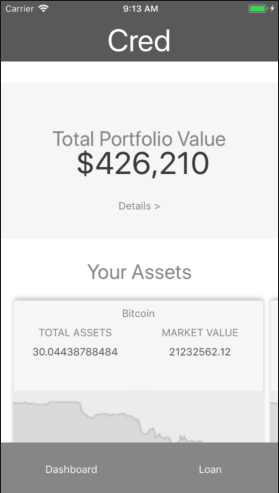 Carrier 9:13 AM
Cred
Total Portfolio Value
$426,210
Details >
Your Assets
Bitcoin
TOTAL ASSETS MARKET VALUE
30.04438788484 21232562.12
Dashboard Loan